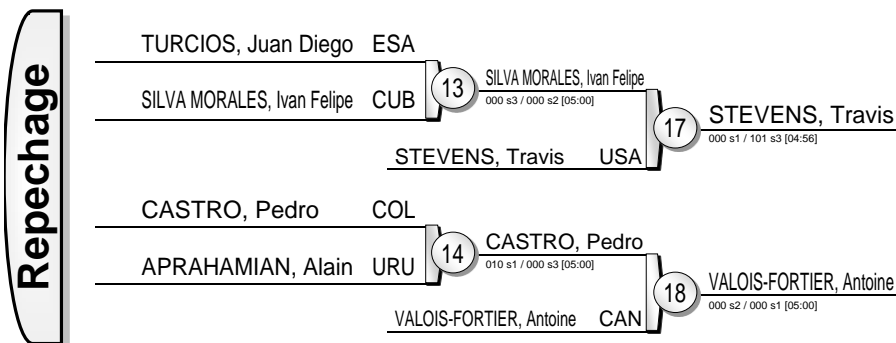 Repechage
TURCIOS, Juan Diego ESA
SILVA MORALES, Ivan Felipe CUB
13
SILVA MORALES, Ivan Felipe
000 s3 / 000 s2 [05:00]
STEVENS, Travis USA
17
STEVENS, Travis
000 s1 / 101 s3 [04:56]
CASTRO, Pedro COL
APRAHAMIAN, Alain URU
14
CASTRO, Pedro
010 s1 / 000 s3 [05:00]
VALOIS-FORTIER, Antoine CAN
18
VALOIS-FORTIER, Antoine
000 s2 / 000 s1 [05:00]